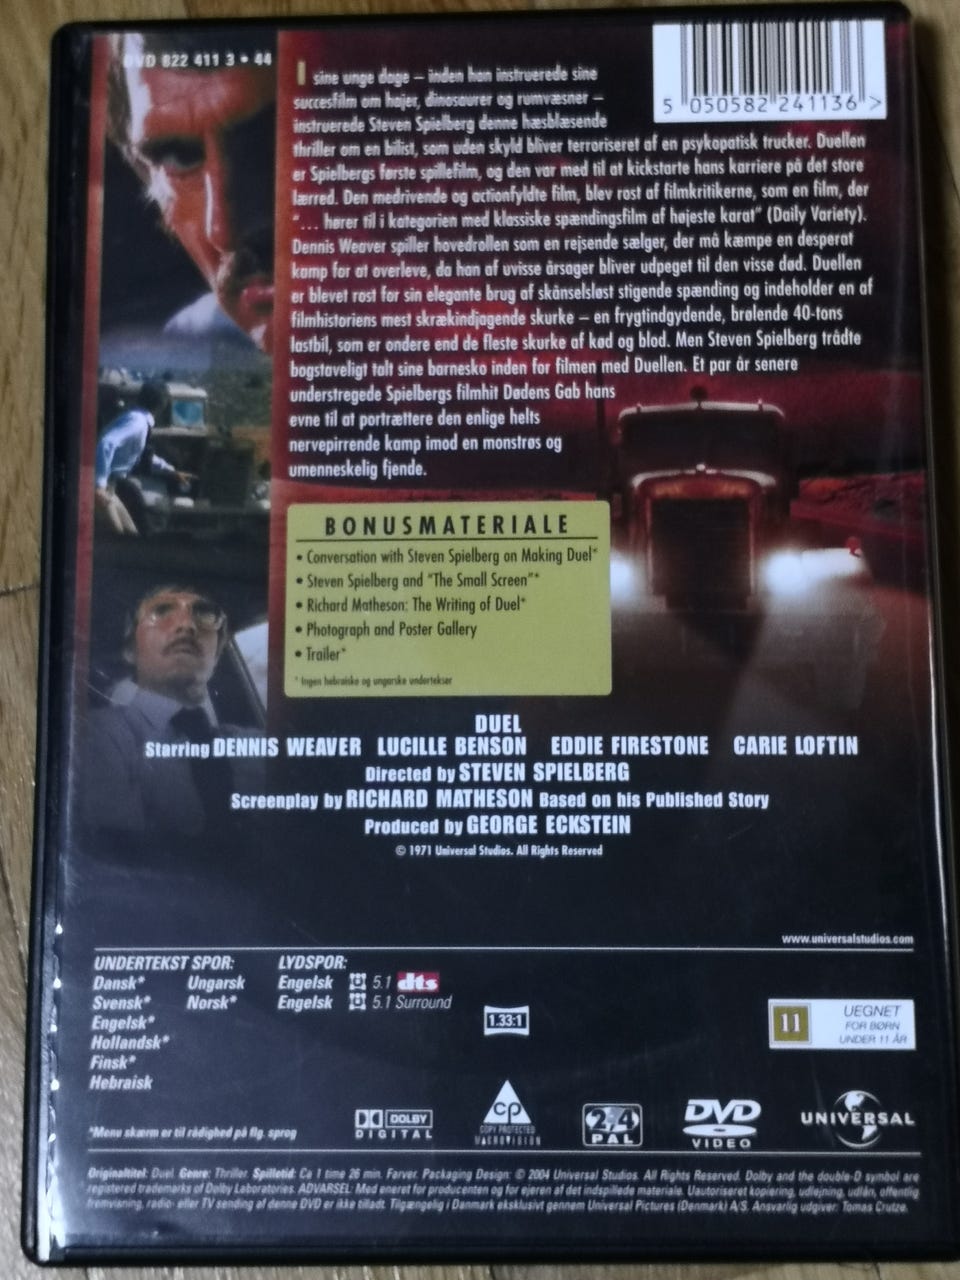 DVD 822 411 3 • 44
5 050582 241136 >
I sine unge dage – inden han instruerede sine
succesfilm om hajer, dinosaurer og rumvæsner –
instruerede Steven Spielberg denne hæsblæsende
thriller om en bilist, som uden skyld bliver terroriseret af en psykopatisk trucker. Duellen
er Spielbergs første spillefilm, og den var med til at kickstarte hans karriere på det store
lærred. Den medrivende og actionfyldte film, blev rost af filmkritikerne, som en film, der
"... hører til i kategorien med klassiske spændingsfilm af højeste karat" (Daily Variety).
Dennis Weaver spiller hovedrollen som en rejsende sælger, der må kæmpe en desperat
kamp for at overleve, da han af uvisse årsager bliver udpeget til den visse død. Duellen
er blevet rost for sin elegante brug af skånselsløst stigende spænding og indeholder en af
filmhistoriens mest skrækindjagende skurke – en frygtindgydende, brølende 40-tons
lastbil, som er ondere end de fleste skurke af kød og blod. Men Steven Spielberg trådte
bogstaveligt talt sine barnesko inden for filmen med Duellen. Et par år senere
understregede Spielbergs filmhit Dødens Gab hans
evne til at portrættere den enlige helts
nervepirrende kamp imod en monstrøs og
umenneskelig fjende.
BONUSMATERIALE
• Conversation with Steven Spielberg on Making Duel*
• Steven Spielberg and "The Small Screen"*
• Richard Matheson: The Writing of Duel*
• Photograph and Poster Gallery
• Trailer*
* Ingen hebraiske og ungarske undertekser
DUEL
Starring DENNIS WEAVER LUCILLE BENSON EDDIE FIRESTONE CARIE LOFTIN
Directed by STEVEN SPIELBERG
Screenplay by RICHARD MATHESON Based on his Published Story
Produced by GEORGE ECKSTEIN
© 1971 Universal Studios. All Rights Reserved
www.universalstudios.com
UNDERTEKST SPOR:
Dansk* Ungarsk
Svensk* Norsk*
Engelsk*
Hollandsk*
Finsk*
Hebraisk
LYDSPOR:
Engelsk 5.1 dts
Engelsk 5.1 Surround
1.33:1
11
UEGNET
FOR BØRN
UNDER 11 ÅR
*Menu skærm er til rådighed på flg. sprog
DOLBY
DIGITAL
CP
COPY PROTECTED
MACROVISION
2 4
PAL
DVD
VIDEO
UNIVERSAL
Originaltitel: Duel. Genre: Thriller. Spilletid: Ca 1 time 26 min. Farver. Packaging Design: © 2004 Universal Studios. All Rights Reserved. Dolby and the double-D symbol are
registered trademarks of Dolby Laboratories. ADVARSEL: Med eneret for producenten og for ejeren af det indspillede materiale. Uautoriseret kopiering, udlejning, udlån, offentlig
fremvisning, radio- eller TV sending af denne DVD er ikke tilladt. Tilgængelig i Danmark eksklusivt gennem Universal Pictures (Denmark) A/S. Ansvarlig udgiver: Tomas Crutze.